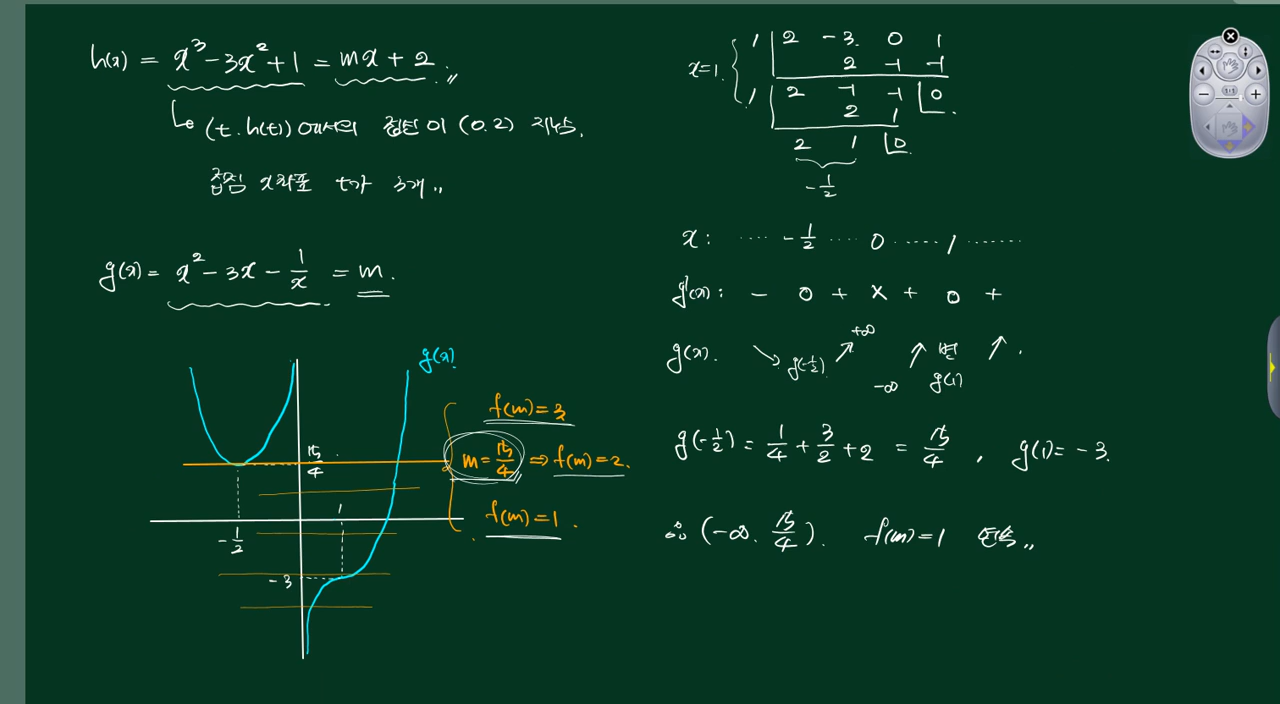 h(x) = x³ - 3x² + 1 = mx + 2.
(t. h(t)) 에서의 접선이 (0.2) 지남.
접점 x좌표 t가 3개..
g(x) = x² - 3x - 1/x = m.
g(x)
15/4
-1/2
1
-3
f(m) = 3
m = 15/4 ⇒ f(m) = 2.
f(m) = 1.
x=1.
1 2 -3 0 1
2 -1 -1
1 2 -1 -1 0
2 1
2 1 0
-1/2
x : ···· -1/2 ···· 0 ····· 1 ······
g'(x) : - 0 + x + 0 +
g(x). ↘ g(-1/2) ↗ +∞ -∞ ↗ 변 g(1) ↗
g(-1/2) = 1/4 + 3/2 + 2 = 15/4 , g(1) = -3.
∴ (-∞. 15/4). f(m) = 1
1:1